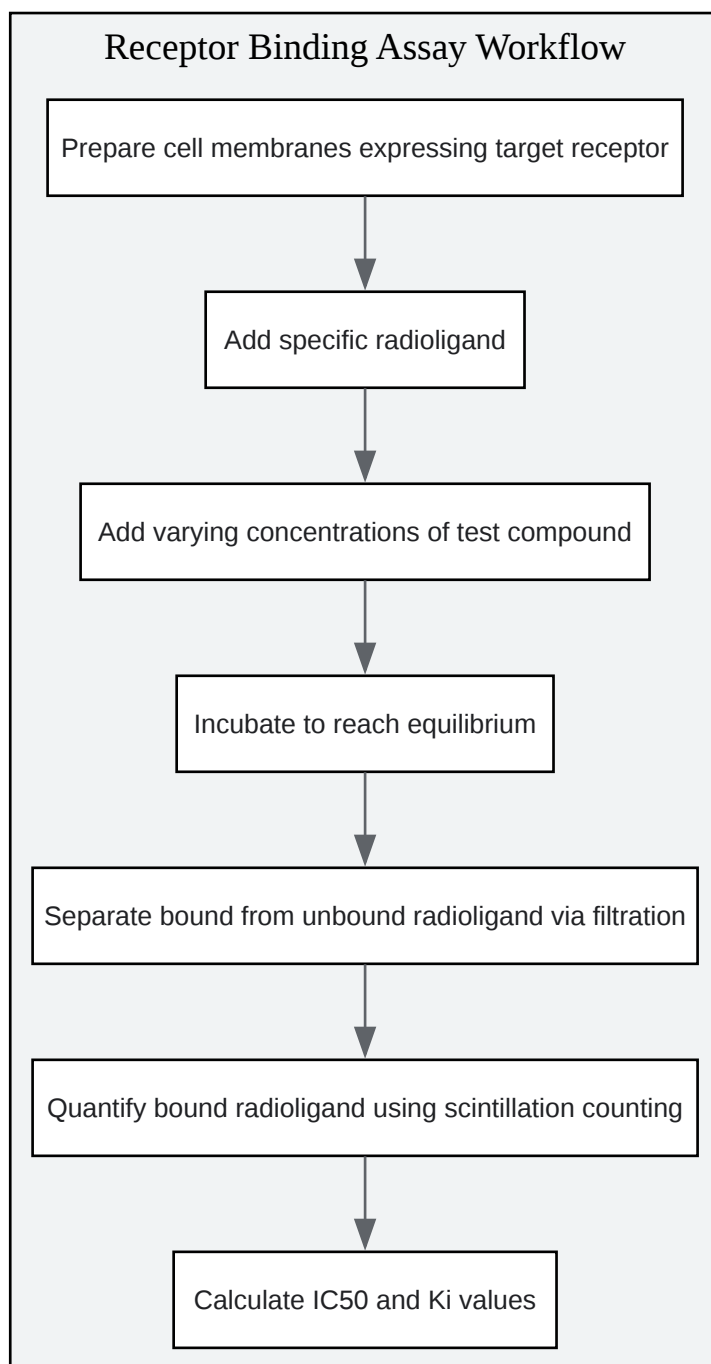 Receptor Binding Assay Workflow
Prepare cell membranes expressing target receptor
Add specific radioligand
Add varying concentrations of test compound
Incubate to reach equilibrium
Separate bound from unbound radioligand via filtration
Quantify bound radioligand using scintillation counting
Calculate IC50 and Ki values